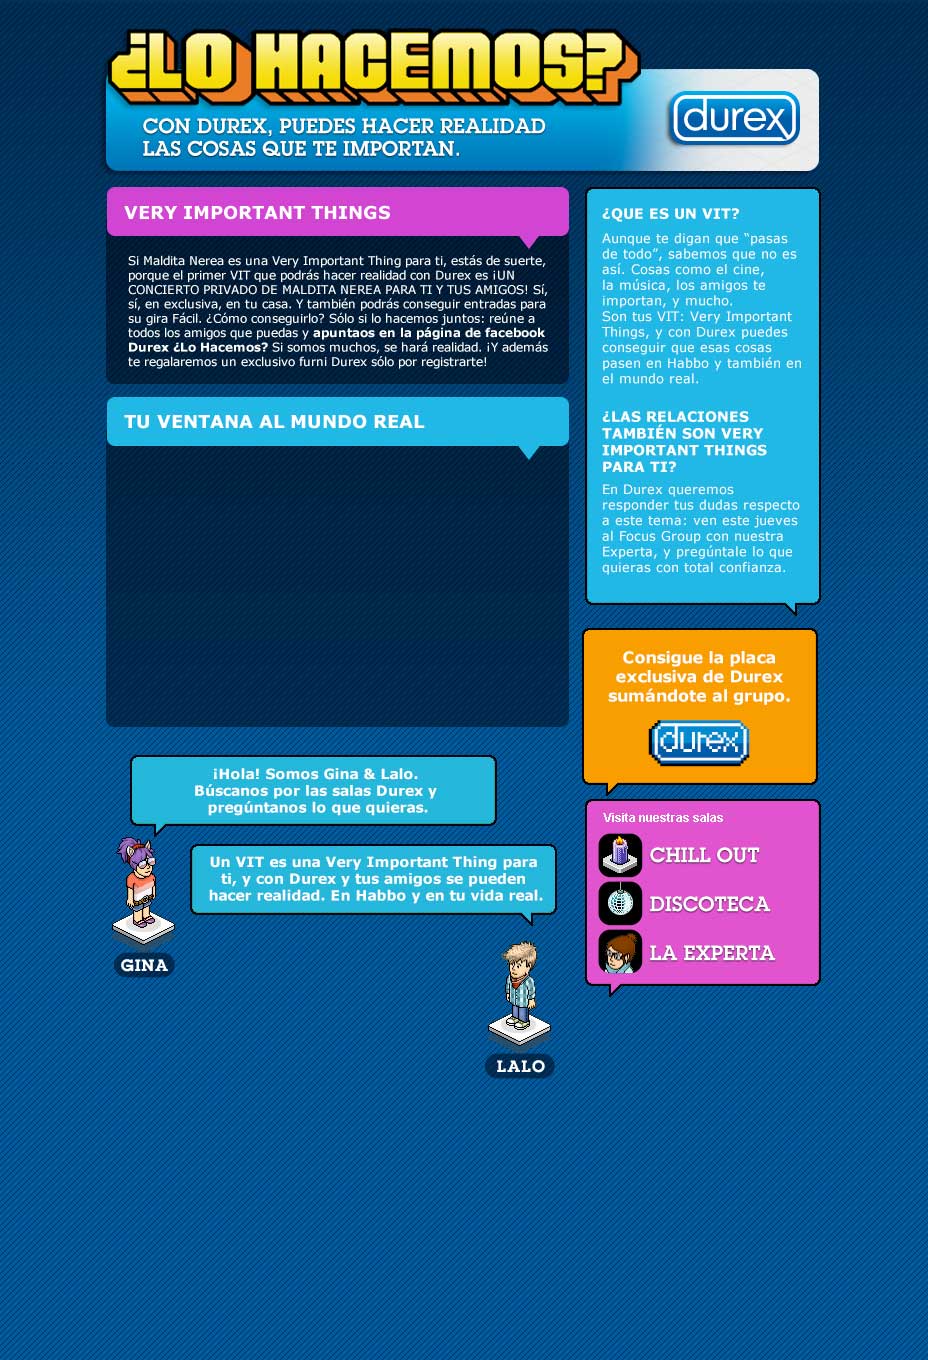 ¿LO HACEMOS?
CON DUREX, PUEDES HACER REALIDAD
LAS COSAS QUE TE IMPORTAN.
durex
VERY IMPORTANT THINGS
Si Maldita Nerea es una Very Important Thing para ti, estás de suerte,
porque el primer VIT que podrás hacer realidad con Durex es ¡UN
CONCIERTO PRIVADO DE MALDITA NEREA PARA TI Y TUS AMIGOS! Sí,
sí, en exclusiva, en tu casa. Y también podrás conseguir entradas para
su gira Fácil. ¿Cómo conseguirlo? Sólo si lo hacemos juntos: reúne a
todos los amigos que puedas y apuntaos en la página de facebook
Durex ¿Lo Hacemos? Si somos muchos, se hará realidad. ¡Y además
te regalaremos un exclusivo furni Durex sólo por registrarte!
TU VENTANA AL MUNDO REAL
¿QUE ES UN VIT?
Aunque te digan que “pasas
de todo”, sabemos que no es
así. Cosas como el cine,
la música, los amigos te
importan, y mucho.
Son tus VIT: Very Important
Things, y con Durex puedes
conseguir que esas cosas
pasen en Habbo y también en
el mundo real.
¿LAS RELACIONES
TAMBIÉN SON VERY
IMPORTANT THINGS
PARA TI?
En Durex queremos
responder tus dudas respecto
a este tema: ven este jueves
al Focus Group con nuestra
Experta, y pregúntale lo que
quieras con total confianza.
Consigue la placa
exclusiva de Durex
sumándote al grupo.
durex
¡Hola! Somos Gina & Lalo.
Búscanos por las salas Durex y
pregúntanos lo que quieras.
Un VIT es una Very Important Thing para
ti, y con Durex y tus amigos se pueden
hacer realidad. En Habbo y en tu vida real.
GINA
LALO
Visita nuestras salas
CHILL OUT
DISCOTECA
LA EXPERTA